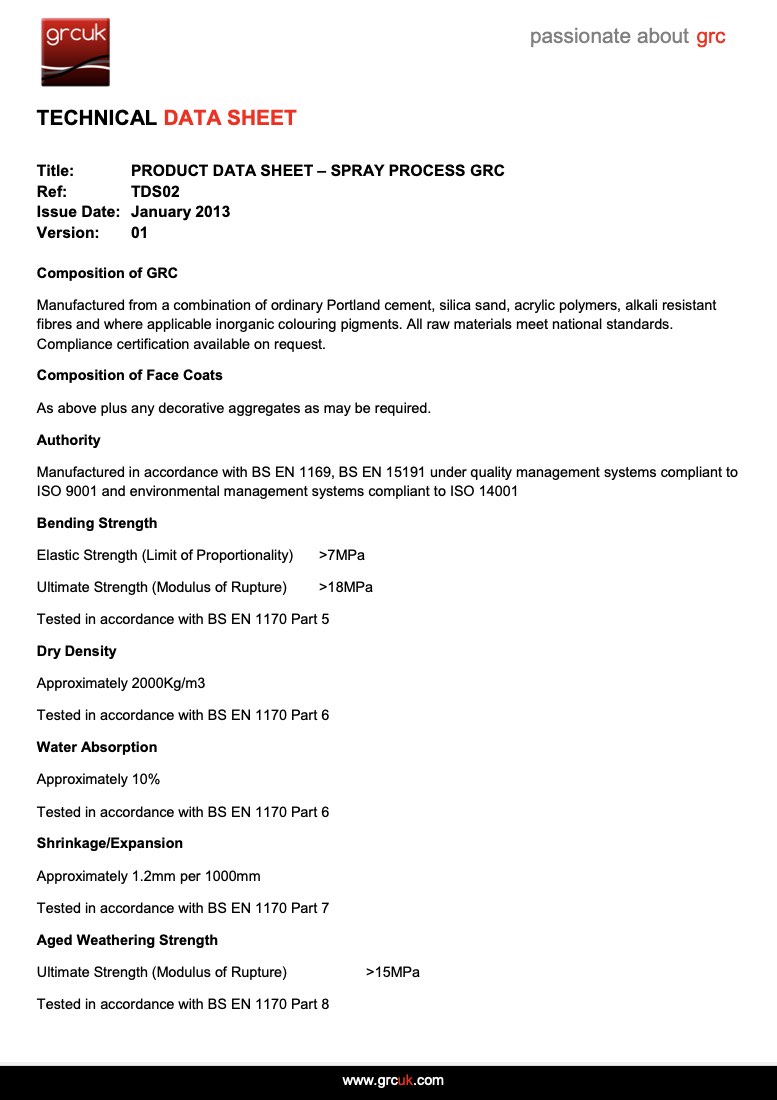 grcuk
passionate about grc
TECHNICAL DATA SHEET
Title: PRODUCT DATA SHEET – SPRAY PROCESS GRC
Ref: TDS02
Issue Date: January 2013
Version: 01
Composition of GRC
Manufactured from a combination of ordinary Portland cement, silica sand, acrylic polymers, alkali resistant
fibres and where applicable inorganic colouring pigments. All raw materials meet national standards.
Compliance certification available on request.
Composition of Face Coats
As above plus any decorative aggregates as may be required.
Authority
Manufactured in accordance with BS EN 1169, BS EN 15191 under quality management systems compliant to
ISO 9001 and environmental management systems compliant to ISO 14001
Bending Strength
Elastic Strength (Limit of Proportionality) >7MPa
Ultimate Strength (Modulus of Rupture) >18MPa
Tested in accordance with BS EN 1170 Part 5
Dry Density
Approximately 2000Kg/m3
Tested in accordance with BS EN 1170 Part 6
Water Absorption
Approximately 10%
Tested in accordance with BS EN 1170 Part 6
Shrinkage/Expansion
Approximately 1.2mm per 1000mm
Tested in accordance with BS EN 1170 Part 7
Aged Weathering Strength
Ultimate Strength (Modulus of Rupture) >15MPa
Tested in accordance with BS EN 1170 Part 8
www.grcuk.com